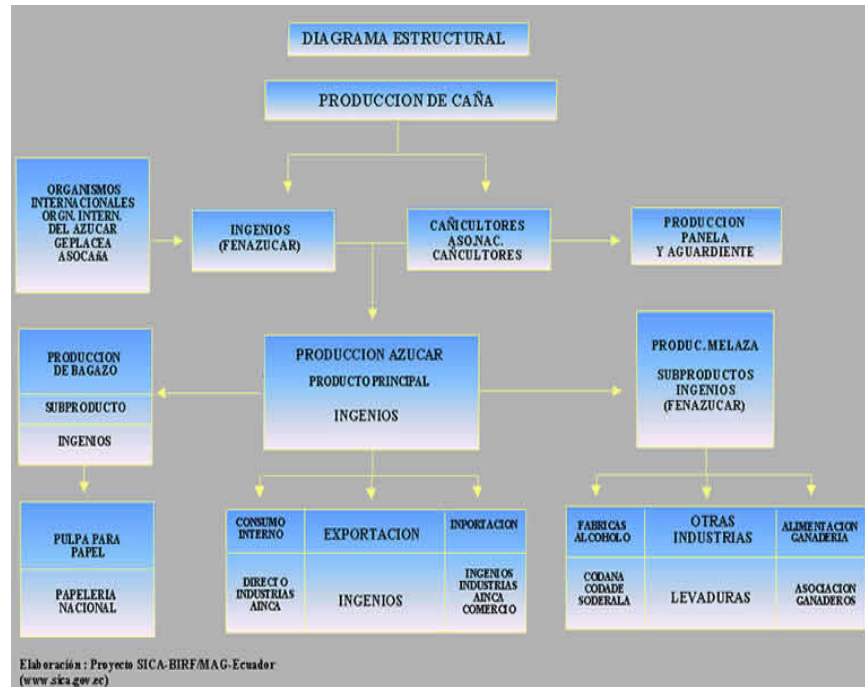 DIAGRAMA ESTRUCTURAL
PRODUCCION DE CAÑA
ORGANISMOS
INTERNACIONALES
ORGN. INTERN.
DEL AZUCAR
GEPLACEA
ASOCAñA
INGENIOS
(FENAZUCAR)
CAÑICULTORES
ASO.NAC.
CAÑCULTORES
PRODUCCION
PANELA
Y AGUARDIENTE
PRODUCCION
DE BAGAZO
SUBPRODUCTO
INGENIOS
PRODUCCION AZUCAR
PRODUCTO PRINCIPAL
INGENIOS
PRODUC. MELAZA
SUBPRODUCTOS
INGENIOS
(FENAZUCAR)
PULPA PARA
PAPEL
PAPELERIA
NACIONAL
CONSUMO
INTERNO
DIRECTO
INDUSTRIAS
AINCA
EXPORTACION
INGENIOS
INPORTACION
INGENIOS
INDUSTRIAS
AINCA
COMERCIO
FABRICAS
ALCOHOLO
CODANA
CODADE
SODERALA
OTRAS
INDUSTRIAS
LEVADURAS
ALIMENTACION
GANADERIA
ASOCIACION
GANADEROS
Elaboración : Proyecto SICA-BIRF/MAG-Ecuador
(www.sica.gov.ec)